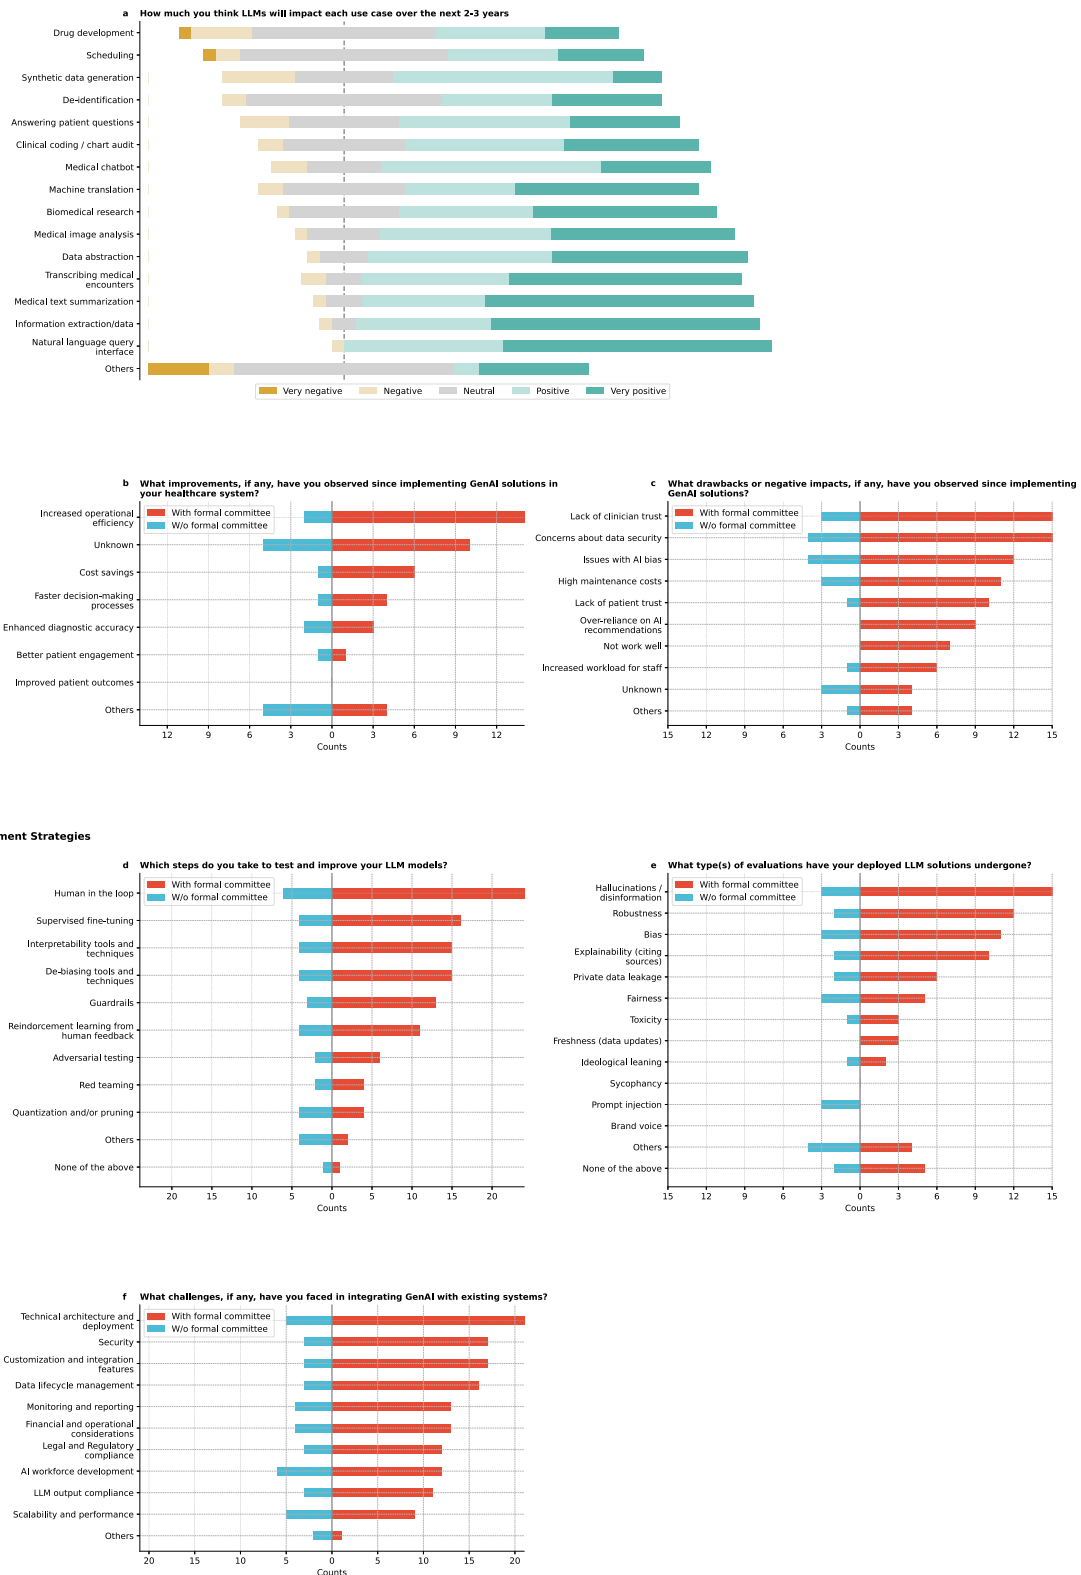 a How much you think LLMs will impact each use case over the next 2-3 years
Drug development
Scheduling
Synthetic data generation
De-identification
Answering patient questions
Clinical coding / chart audit
Medical chatbot
Machine translation
Biomedical research
Medical image analysis
Data abstraction
Transcribing medical
encounters
Medical text summarization
Information extraction/data
Natural language query
interface
Others
Very negative Negative Neutral Positive Very positive
b What improvements, if any, have you observed since implementing GenAI solutions in
your healthcare system?
With formal committee
W/o formal committee
Increased operational
efficiency
Unknown
Cost savings
Faster decision-making
processes
Enhanced diagnostic accuracy
Better patient engagement
Improved patient outcomes
Others
12 9 6 3 0 3 6 9 12
Counts
c What drawbacks or negative impacts, if any, have you observed since implementing
GenAI solutions?
With formal committee
W/o formal committee
Lack of clinician trust
Concerns about data security
Issues with AI bias
High maintenance costs
Lack of patient trust
Over-reliance on AI
recommendations
Not work well
Increased workload for staff
Unknown
Others
15 12 9 6 3 0 3 6 9 12 15
Counts
ment Strategies
d Which steps do you take to test and improve your LLM models?
With formal committee
W/o formal committee
Human in the loop
Supervised fine-tuning
Interpretability tools and
techniques
De-biasing tools and
techniques
Guardrails
Reindorcement learning from
human feedback
Adversarial testing
Red teaming
Quantization and/or pruning
Others
None of the above
20 15 10 5 0 5 10 15 20
Counts
e What type(s) of evaluations have your deployed LLM solutions undergone?
With formal committee
W/o formal committee
Hallucinations /
disinformation
Robustness
Bias
Explainability (citing
sources)
Private data leakage
Fairness
Toxicity
Freshness (data updates)
Ideological leaning
Sycophancy
Prompt injection
Brand voice
Others
None of the above
15 12 9 6 3 0 3 6 9 12 15
Counts
f What challenges, if any, have you faced in integrating GenAI with existing systems?
With formal committee
W/o formal committee
Technical architecture and
deployment
Security
Customization and integration
features
Data lifecycle management
Monitoring and reporting
Financial and operational
considerations
Legal and Regulatory
compliance
AI workforce development
LLM output compliance
Scalability and performance
Others
20 15 10 5 0 5 10 15 20
Counts